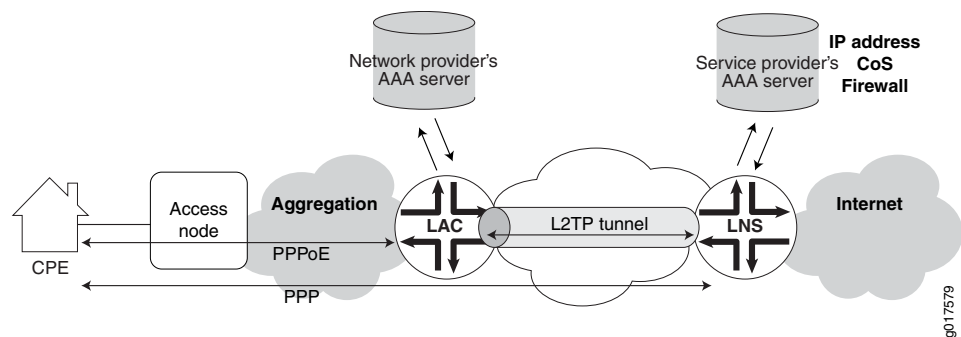 Network provider's
AAA server
Service provider's
AAA server
IP address
CoS
Firewall
Access
node
Aggregation
LAC
L2TP tunnel
LNS
Internet
PPPoE
CPE
PPP
g017579